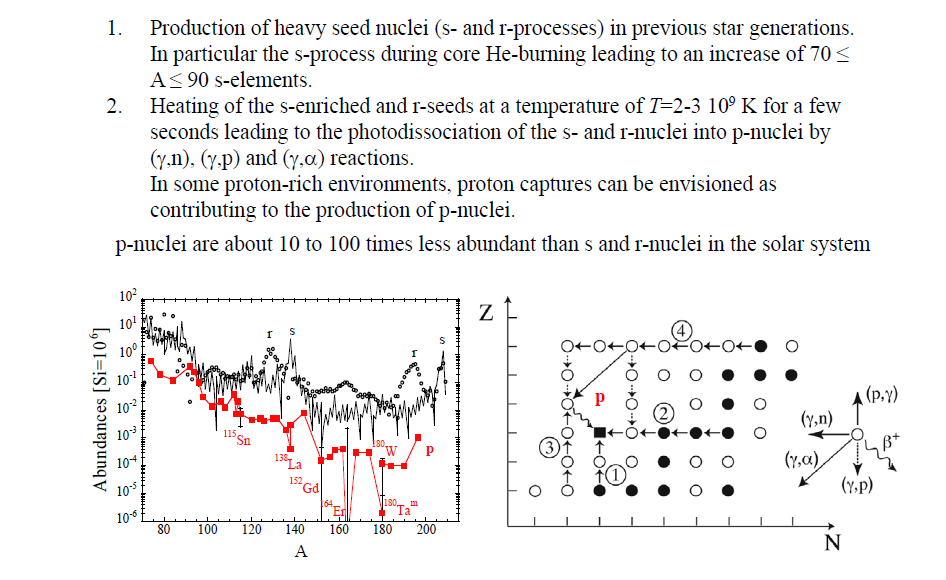 1. Production of heavy seed nuclei (s- and r-processes) in previous star generations.
In particular the s-process during core He-burning leading to an increase of 70 ≤
A≤ 90 s-elements.
2. Heating of the s-enriched and r-seeds at a temperature of T=2-3 10⁹ K for a few
seconds leading to the photodissociation of the s- and r-nuclei into p-nuclei by
(γ,n), (γ,p) and (γ,α) reactions.
In some proton-rich environments, proton captures can be envisioned as
contributing to the production of p-nuclei.
p-nuclei are about 10 to 100 times less abundant than s and r-nuclei in the solar system
Abundances [Si=10⁶]
10²
10¹
10⁰
10⁻¹
10⁻²
10⁻³
10⁻⁴
10⁻⁵
10⁻⁶
r
s
r
s
¹¹⁵Sn
¹³⁸La
¹⁵²Gd
¹⁶⁴Er
¹⁸⁰W
¹⁸⁰Taᵐ
p
80 100 120 140 160 180 200
A
Z
④
p
②
③
①
(p,γ)
(γ,n)
β⁺
(γ,α)
(γ,p)
N